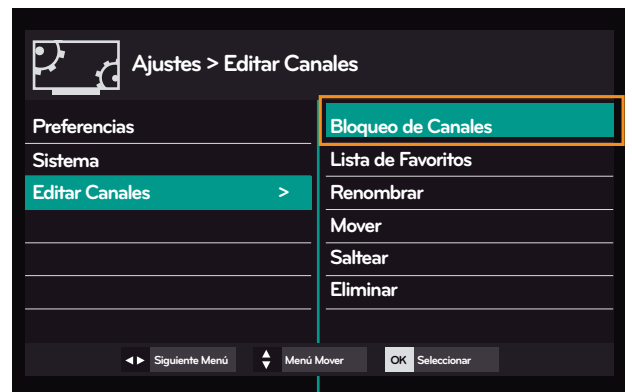 Ajustes > Editar Canales
Preferencias
Sistema
Editar Canales >
Bloqueo de Canales
Lista de Favoritos
Renombrar
Mover
Saltear
Eliminar
Siguiente Menú Menú Mover OK Seleccionar